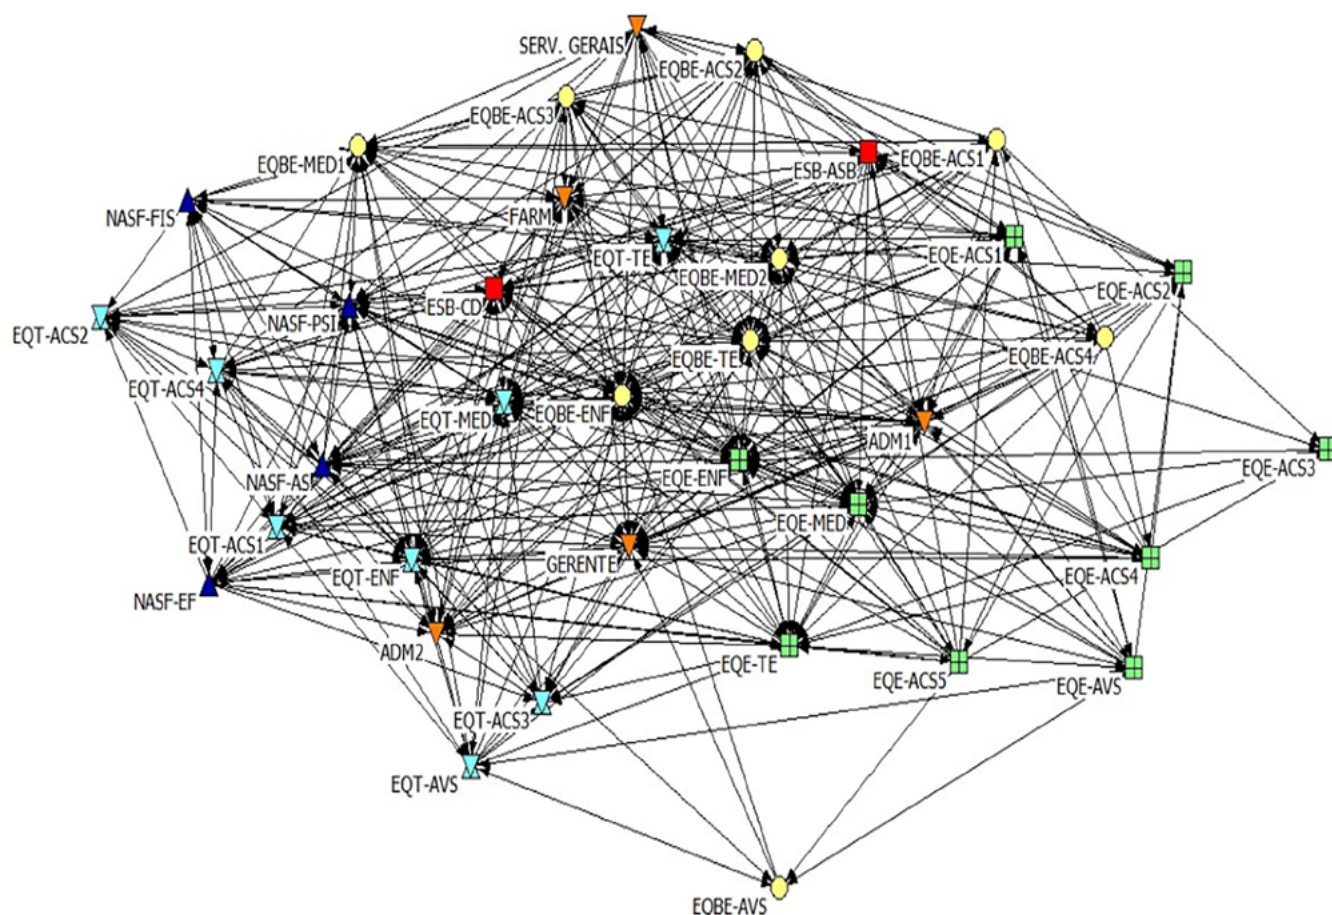 SERV. GERAIS
EQBE-ACS2
EQBE-ACS3
EQBE-MED1
ESB-ASB
EQBE-ACS1
NASF-FIS
FARM
EQT-TE
EQBE-MED2
EQE-ACS1
EQE-ACS2
EQT-ACS2
NASF-PSI
ESB-CD
EQBE-TE
EQBE-ACS4
EQT-ACS4
EQT-MED
EQBE-ENF
ADM1
EQE-ACS3
NASF-AS
EQE-ENF
EQE-MED
EQT-ACS1
EQT-ENF
GERENTE
EQE-ACS4
NASF-EF
ADM2
EQE-TE
EQE-ACS5
EQE-AVS
EQT-ACS3
EQT-AVS
EQBE-AVS